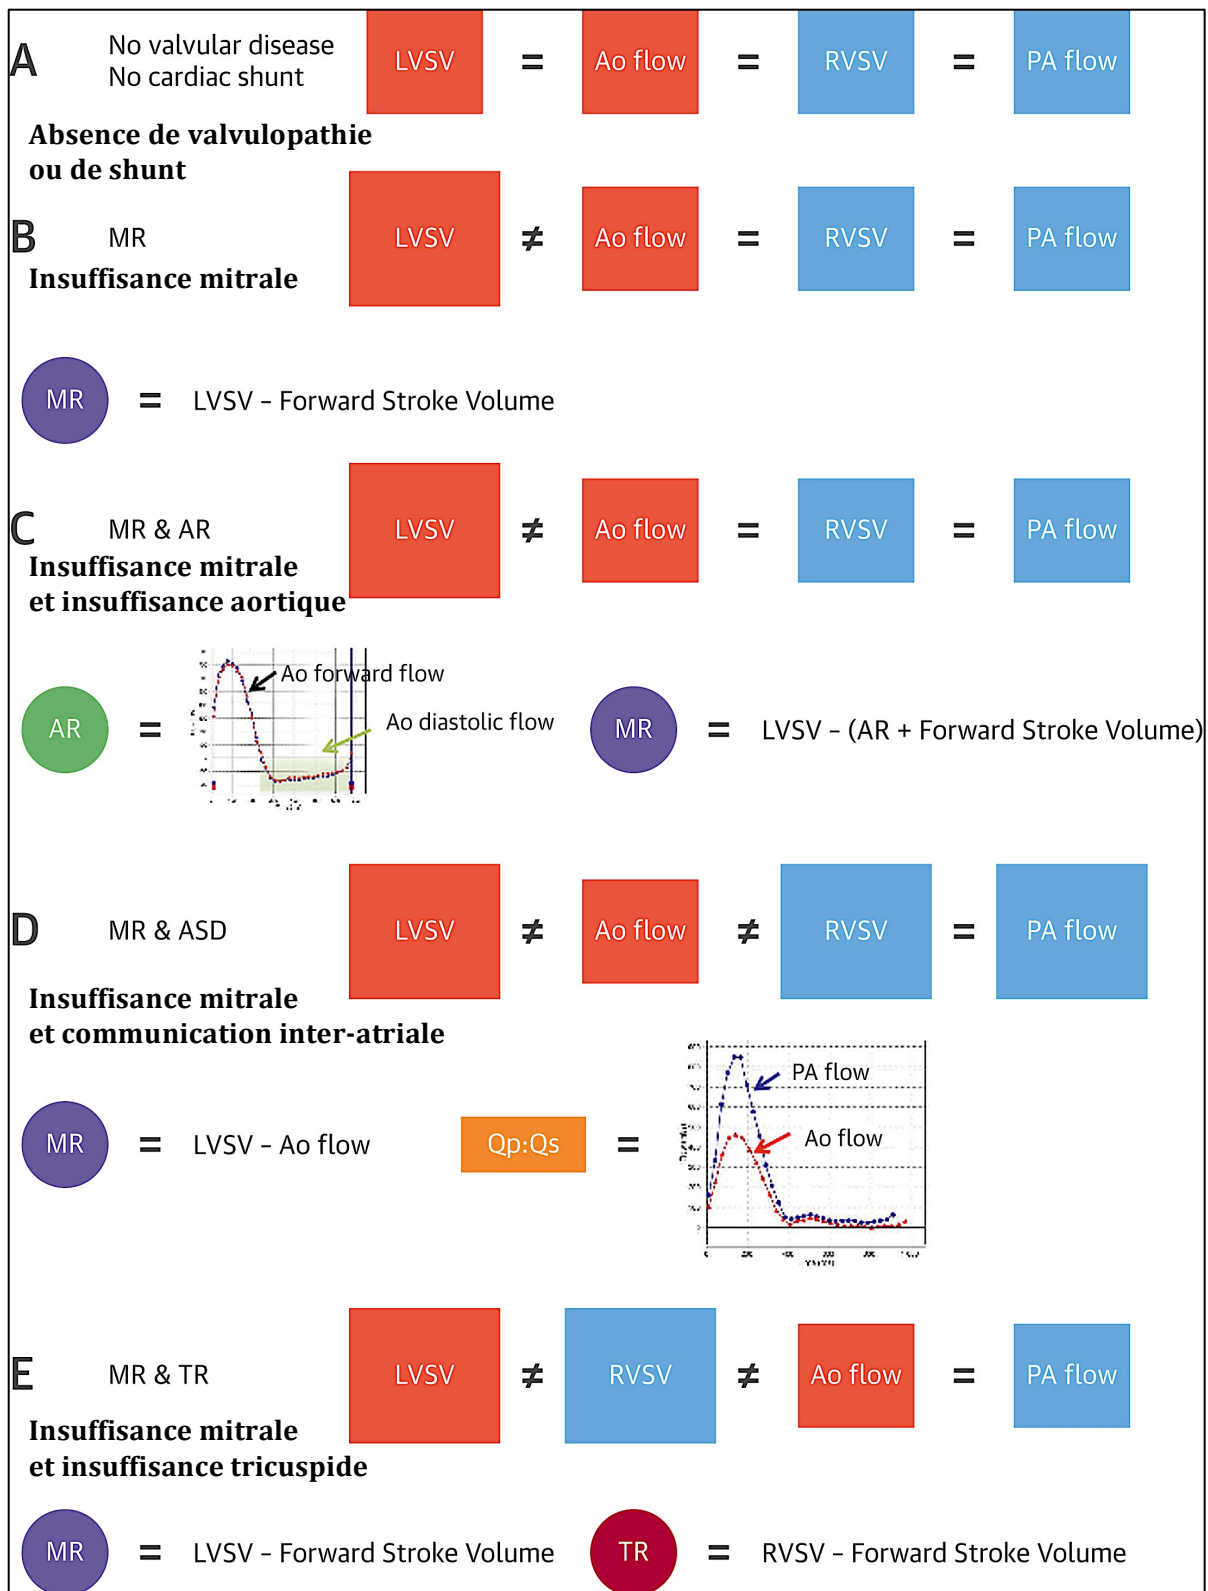 A No valvular disease LVSV = Ao flow = RVSV = PA flow
No cardiac shunt
Absence de valvulopathie
ou de shunt
B MR LVSV ≠ Ao flow = RVSV = PA flow
Insuffisance mitrale
MR = LVSV – Forward Stroke Volume
C MR & AR LVSV ≠ Ao flow = RVSV = PA flow
Insuffisance mitrale
et insuffisance aortique
Ao forward flow
Ao diastolic flow
AR =
MR = LVSV – (AR + Forward Stroke Volume)
D MR & ASD LVSV ≠ Ao flow ≠ RVSV = PA flow
Insuffisance mitrale
et communication inter-atriale
MR = LVSV – Ao flow
Qp:Qs =
PA flow
Ao flow
E MR & TR LVSV ≠ RVSV ≠ Ao flow = PA flow
Insuffisance mitrale
et insuffisance tricuspide
MR = LVSV – Forward Stroke Volume
TR = RVSV – Forward Stroke Volume